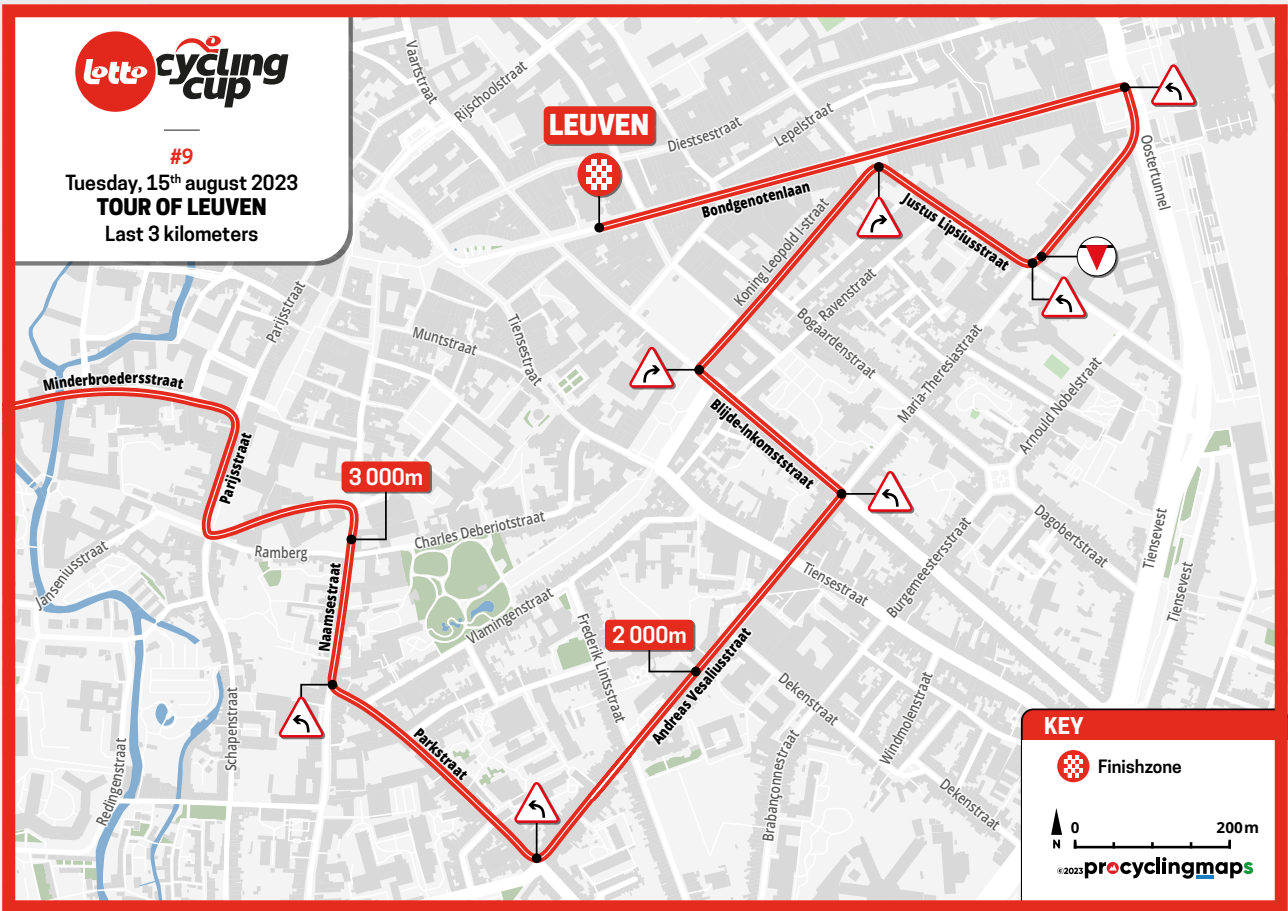 Lotto cycling cup
#9
Tuesday, 15th august 2023
TOUR OF LEUVEN
Last 3 kilometers
LEUVEN
Vaartstraat
Rijschoolstraat
Diestsestraat
Lepelstraat
Oostertunnel
Bondgenotenlaan
Koning Leopold I-straat
Justus Lipsiusstraat
Parijsstraat
Muntstraat
Tiensestraat
Ravenstraat
Bogaardenstraat
Maria-Theresiastraat
Arnould Nobelstraat
Minderbroedersstraat
Blijde-Inkomststraat
Parijsstraat
3 000m
Charles Deberiotstraat
Ramberg
Janseniusstraat
Naamsestraat
Vlamingenstraat
Frederik Lintsstraat
2 000m
Andreas Vesaliusstraat
Tiensestraat
Burgemeestersstraat
Dagobertstraat
Tiensevest
Tiensevest
Schapenstraat
Redingenstraat
Parkstraat
Dekenstraat
Windmolenstraat
Brabançonnestraat
Dekenstraat
KEY
Finishzone
N
0 200m
©2023 procyclingmaps